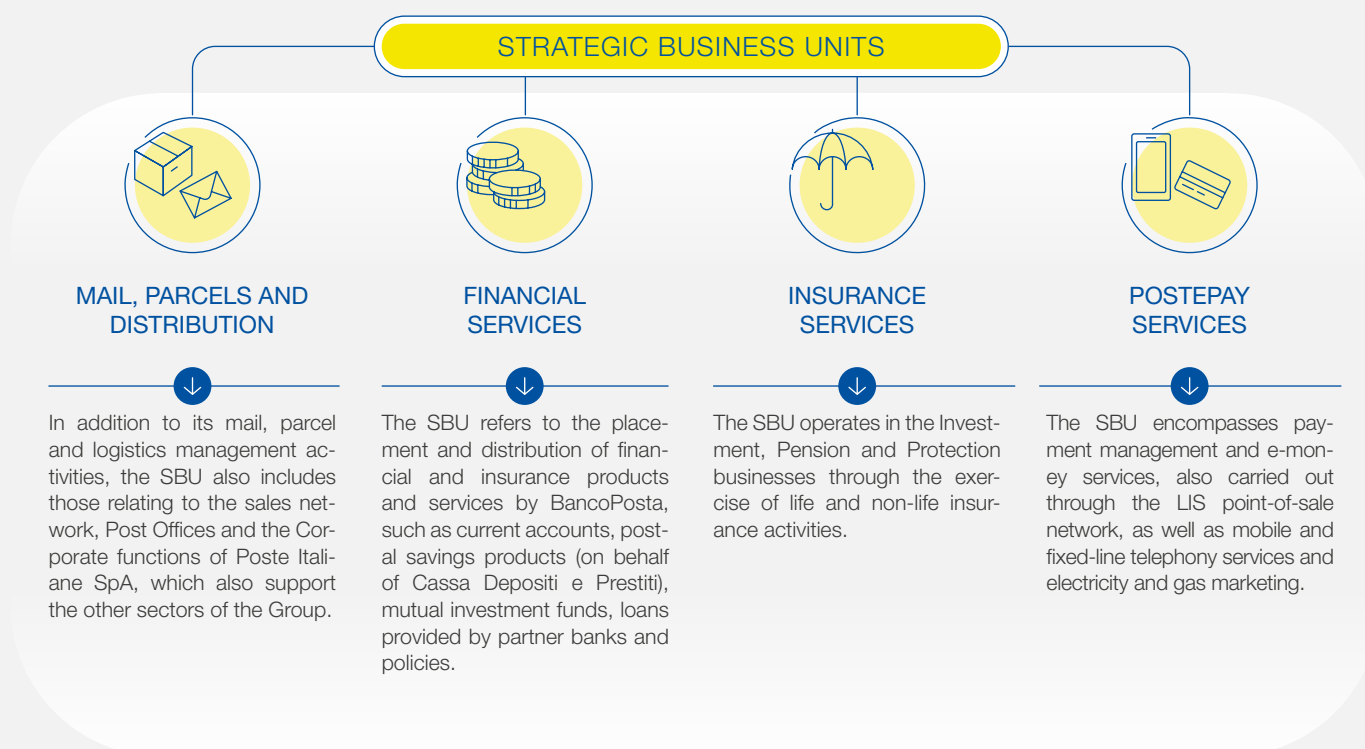 STRATEGIC BUSINESS UNITS
MAIL, PARCELS AND
DISTRIBUTION
In addition to its mail, parcel
and logistics management ac-
tivities, the SBU also includes
those relating to the sales net-
work, Post Offices and the Cor-
porate functions of Poste Itali-
ane SpA, which also support
the other sectors of the Group.
FINANCIAL
SERVICES
The SBU refers to the place-
ment and distribution of finan-
cial and insurance products
and services by BancoPosta,
such as current accounts, post-
al savings products (on behalf
of Cassa Depositi e Prestiti),
mutual investment funds, loans
provided by partner banks and
policies.
INSURANCE
SERVICES
The SBU operates in the Invest-
ment, Pension and Protection
businesses through the exer-
cise of life and non-life insur-
ance activities.
POSTEPAY
SERVICES
The SBU encompasses pay-
ment management and e-mon-
ey services, also carried out
through the LIS point-of-sale
network, as well as mobile and
fixed-line telephony services and
electricity and gas marketing.